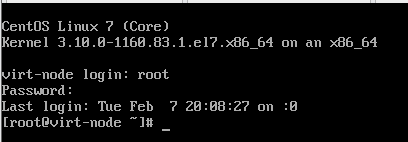 CentOS Linux 7 (Core)
Kernel 3.10.0-1160.83.1.el7.x86_64 on an x86_64
virt-node login: root
Password:
Last login: Tue Feb  7 20:08:27 on :0
[root@virt-node ~]# _